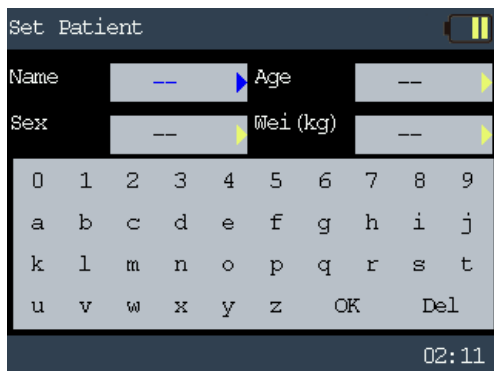 Set Patient
Name -- Age --
Sex -- Wei(kg) --
0 1 2 3 4 5 6 7 8 9
a b c d e f g h i j
k l m n o p q r s t
u v w x y z OK Del
02:11